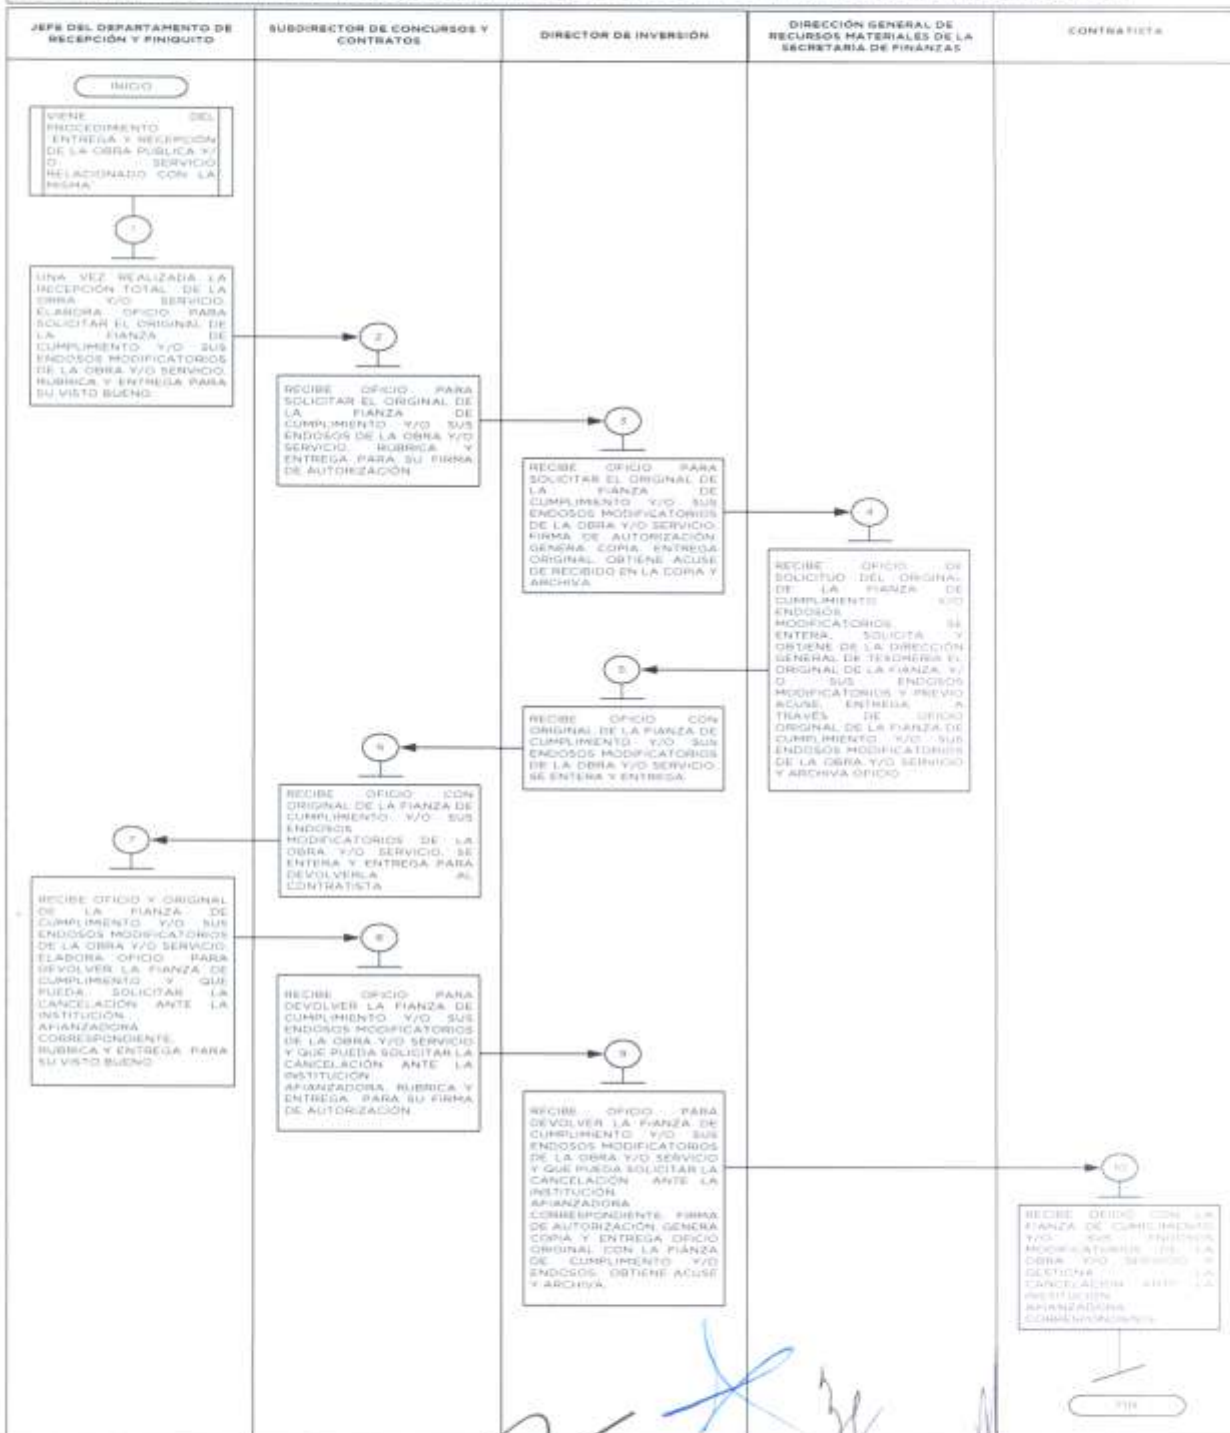 JEFE DEL DEPARTAMENTO DE
RECEPCIÓN Y FINIQUITO
SUBDIRECTOR DE CONCURSOS Y
CONTRATOS
DIRECTOR DE INVERSIÓN
DIRECCIÓN GENERAL DE
RECURSOS MATERIALES DE LA
SECRETARÍA DE FINANZAS
CONTRATISTA
INICIO
VIENE DEL
PROCEDIMIENTO
"ENTREGA Y RECEPCIÓN
DE LA OBRA PÚBLICA Y/
O SERVICIO
RELACIONADO CON LA
MISMA"
1
UNA VEZ REALIZADA LA
RECEPCIÓN TOTAL DE LA
OBRA Y/O SERVICIO,
ELABORA OFICIO PARA
SOLICITAR EL ORIGINAL DE
LA FIANZA DE
CUMPLIMIENTO Y/O SUS
ENDOSOS MODIFICATORIOS
DE LA OBRA Y/O SERVICIO,
RUBRICA Y ENTREGA PARA
SU VISTO BUENO.
2
RECIBE OFICIO PARA
SOLICITAR EL ORIGINAL DE
LA FIANZA DE
CUMPLIMIENTO Y/O SUS
ENDOSOS DE LA OBRA Y/O
SERVICIO, RUBRICA Y
ENTREGA PARA SU FIRMA
DE AUTORIZACIÓN.
3
RECIBE OFICIO PARA
SOLICITAR EL ORIGINAL DE
LA FIANZA DE
CUMPLIMIENTO Y/O SUS
ENDOSOS MODIFICATORIOS
DE LA OBRA Y/O SERVICIO,
FIRMA DE AUTORIZACIÓN,
GENERA COPIA, ENTREGA
ORIGINAL, OBTIENE ACUSE
DE RECIBIDO EN LA COPIA Y
ARCHIVA.
4
RECIBE OFICIO DE
SOLICITUD DEL ORIGINAL
DE LA FIANZA DE
CUMPLIMIENTO Y/O
ENDOSOS
MODIFICATORIOS, SE
ENTERA, SOLICITA Y
OBTIENE DE LA DIRECCIÓN
GENERAL DE TESORERÍA EL
ORIGINAL DE LA FIANZA Y/
O SUS ENDOSOS
MODIFICATORIOS Y PREVIO
ACUSE, ENTREGA A
TRAVÉS DE OFICIO
ORIGINAL DE LA FIANZA DE
CUMPLIMIENTO Y/O SUS
ENDOSOS MODIFICATORIOS
DE LA OBRA Y/O SERVICIO
Y ARCHIVA OFICIO.
5
RECIBE OFICIO CON
ORIGINAL DE LA FIANZA DE
CUMPLIMIENTO Y/O SUS
ENDOSOS MODIFICATORIOS
DE LA OBRA Y/O SERVICIO,
SE ENTERA Y ENTREGA.
6
RECIBE OFICIO CON
ORIGINAL DE LA FIANZA DE
CUMPLIMIENTO Y/O SUS
ENDOSOS
MODIFICATORIOS DE LA
OBRA Y/O SERVICIO, SE
ENTERA Y ENTREGA PARA
DEVOLVERLA AL
CONTRATISTA
7
RECIBE OFICIO Y ORIGINAL
DE LA FIANZA DE
CUMPLIMIENTO Y/O SUS
ENDOSOS MODIFICATORIOS
DE LA OBRA Y/O SERVICIO,
ELABORA OFICIO PARA
DEVOLVER LA FIANZA DE
CUMPLIMIENTO Y QUE
PUEDA SOLICITAR LA
CANCELACIÓN ANTE LA
INSTITUCIÓN
AFIANZADORA
CORRESPONDIENTE,
RUBRICA Y ENTREGA PARA
SU VISTO BUENO.
8
RECIBE OFICIO PARA
DEVOLVER LA FIANZA DE
CUMPLIMIENTO Y/O SUS
ENDOSOS MODIFICATORIOS
DE LA OBRA Y/O SERVICIO
Y QUE PUEDA SOLICITAR LA
CANCELACIÓN ANTE LA
INSTITUCIÓN
AFIANZADORA, RUBRICA Y
ENTREGA PARA SU FIRMA
DE AUTORIZACIÓN.
9
RECIBE OFICIO PARA
DEVOLVER LA FIANZA DE
CUMPLIMIENTO Y/O SUS
ENDOSOS MODIFICATORIOS
DE LA OBRA Y/O SERVICIO
Y QUE PUEDA SOLICITAR LA
CANCELACIÓN ANTE LA
INSTITUCIÓN
AFIANZADORA
CORRESPONDIENTE, FIRMA
DE AUTORIZACIÓN, GENERA
COPIA Y ENTREGA OFICIO
ORIGINAL CON LA FIANZA
DE CUMPLIMIENTO Y/O
ENDOSOS, OBTIENE ACUSE
Y ARCHIVA.
10
RECIBE OFICIO CON LA
FIANZA DE CUMPLIMIENTO
Y/O SUS ENDOSOS
MODIFICATORIOS DE LA
OBRA Y/O SERVICIO Y
GESTIONA LA
CANCELACIÓN ANTE LA
INSTITUCIÓN
AFIANZADORA
CORRESPONDIENTE.
FIN